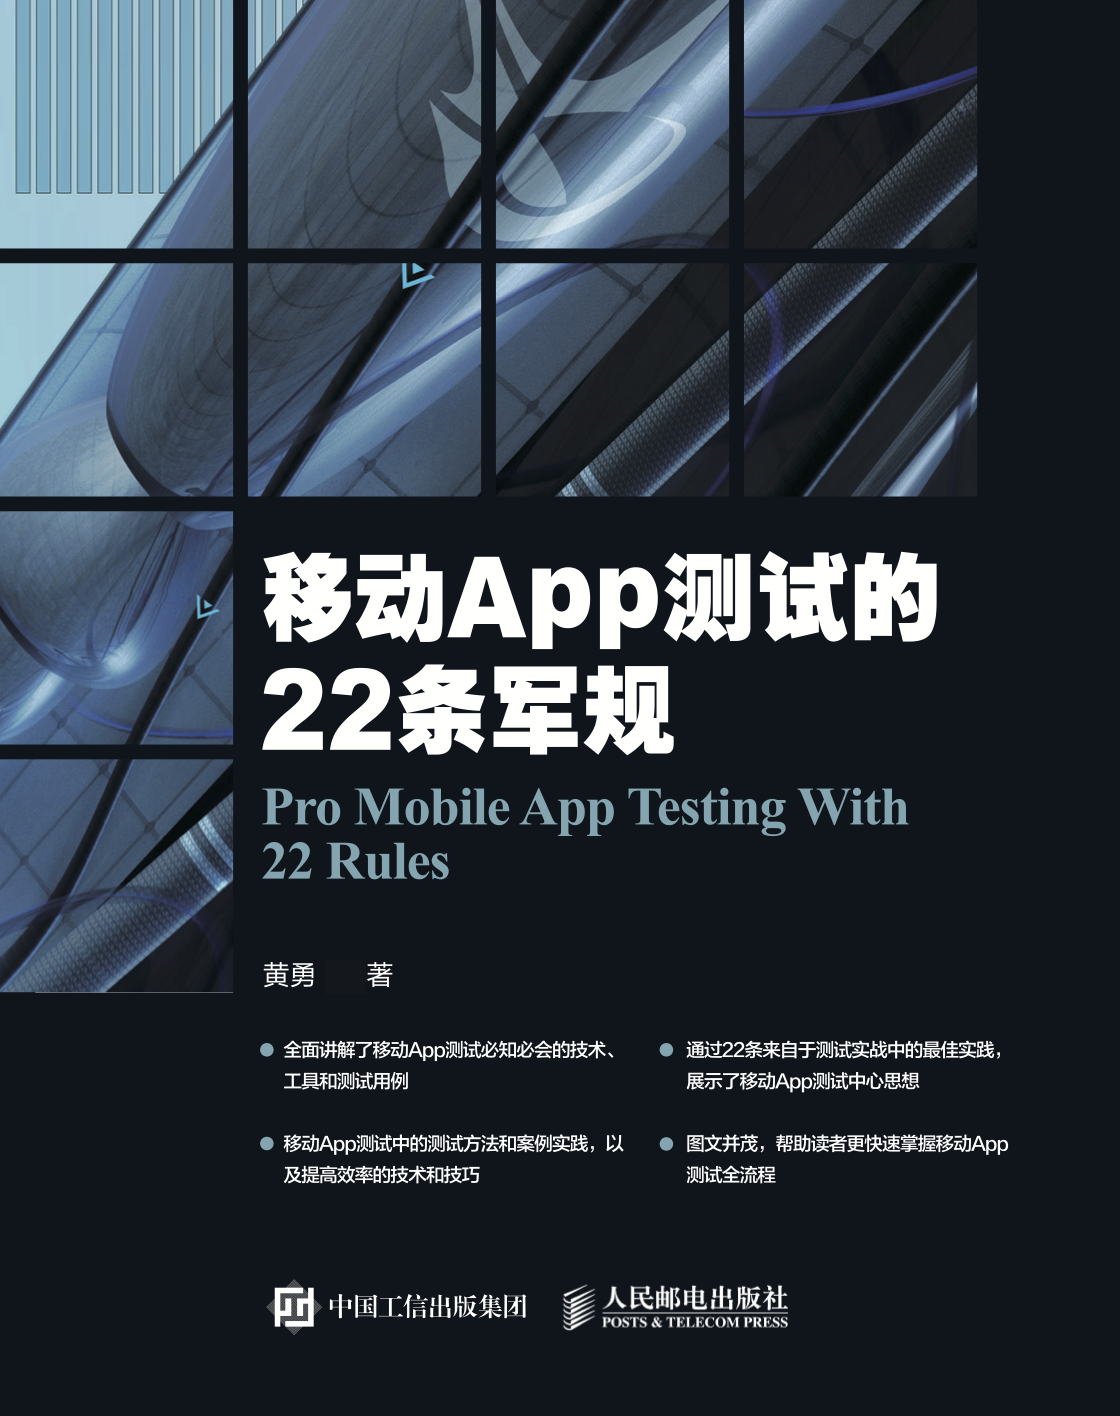 移动App测试的
22条军规
Pro Mobile App Testing With
22 Rules
黄勇 著
全面讲解了移动App测试必知必会的技术、
工具和测试用例
移动App测试中的测试方法和案例实践，以
及提高效率的技术和技巧
通过22条来自于测试实战中的最佳实践，
展示了移动App测试中心思想
图文并茂，帮助读者更快速掌握移动App
测试全流程
中国工信出版集团
人民邮电出版社
POSTS & TELECOM PRESS